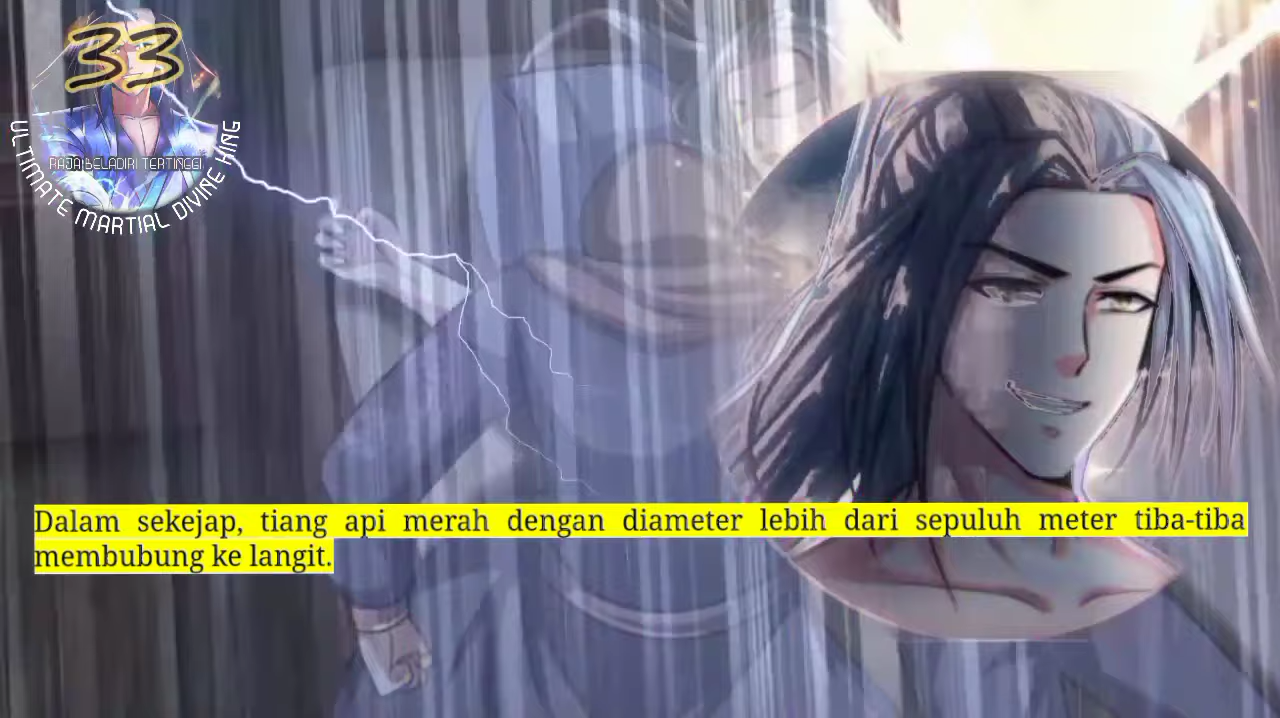 33
RAJA BELADIRI TERTINGGI
ULTIMATE MARTIAL DIVINE KING
Dalam sekejap, tiang api merah dengan diameter lebih dari sepuluh meter tiba-tiba
membubung ke langit.